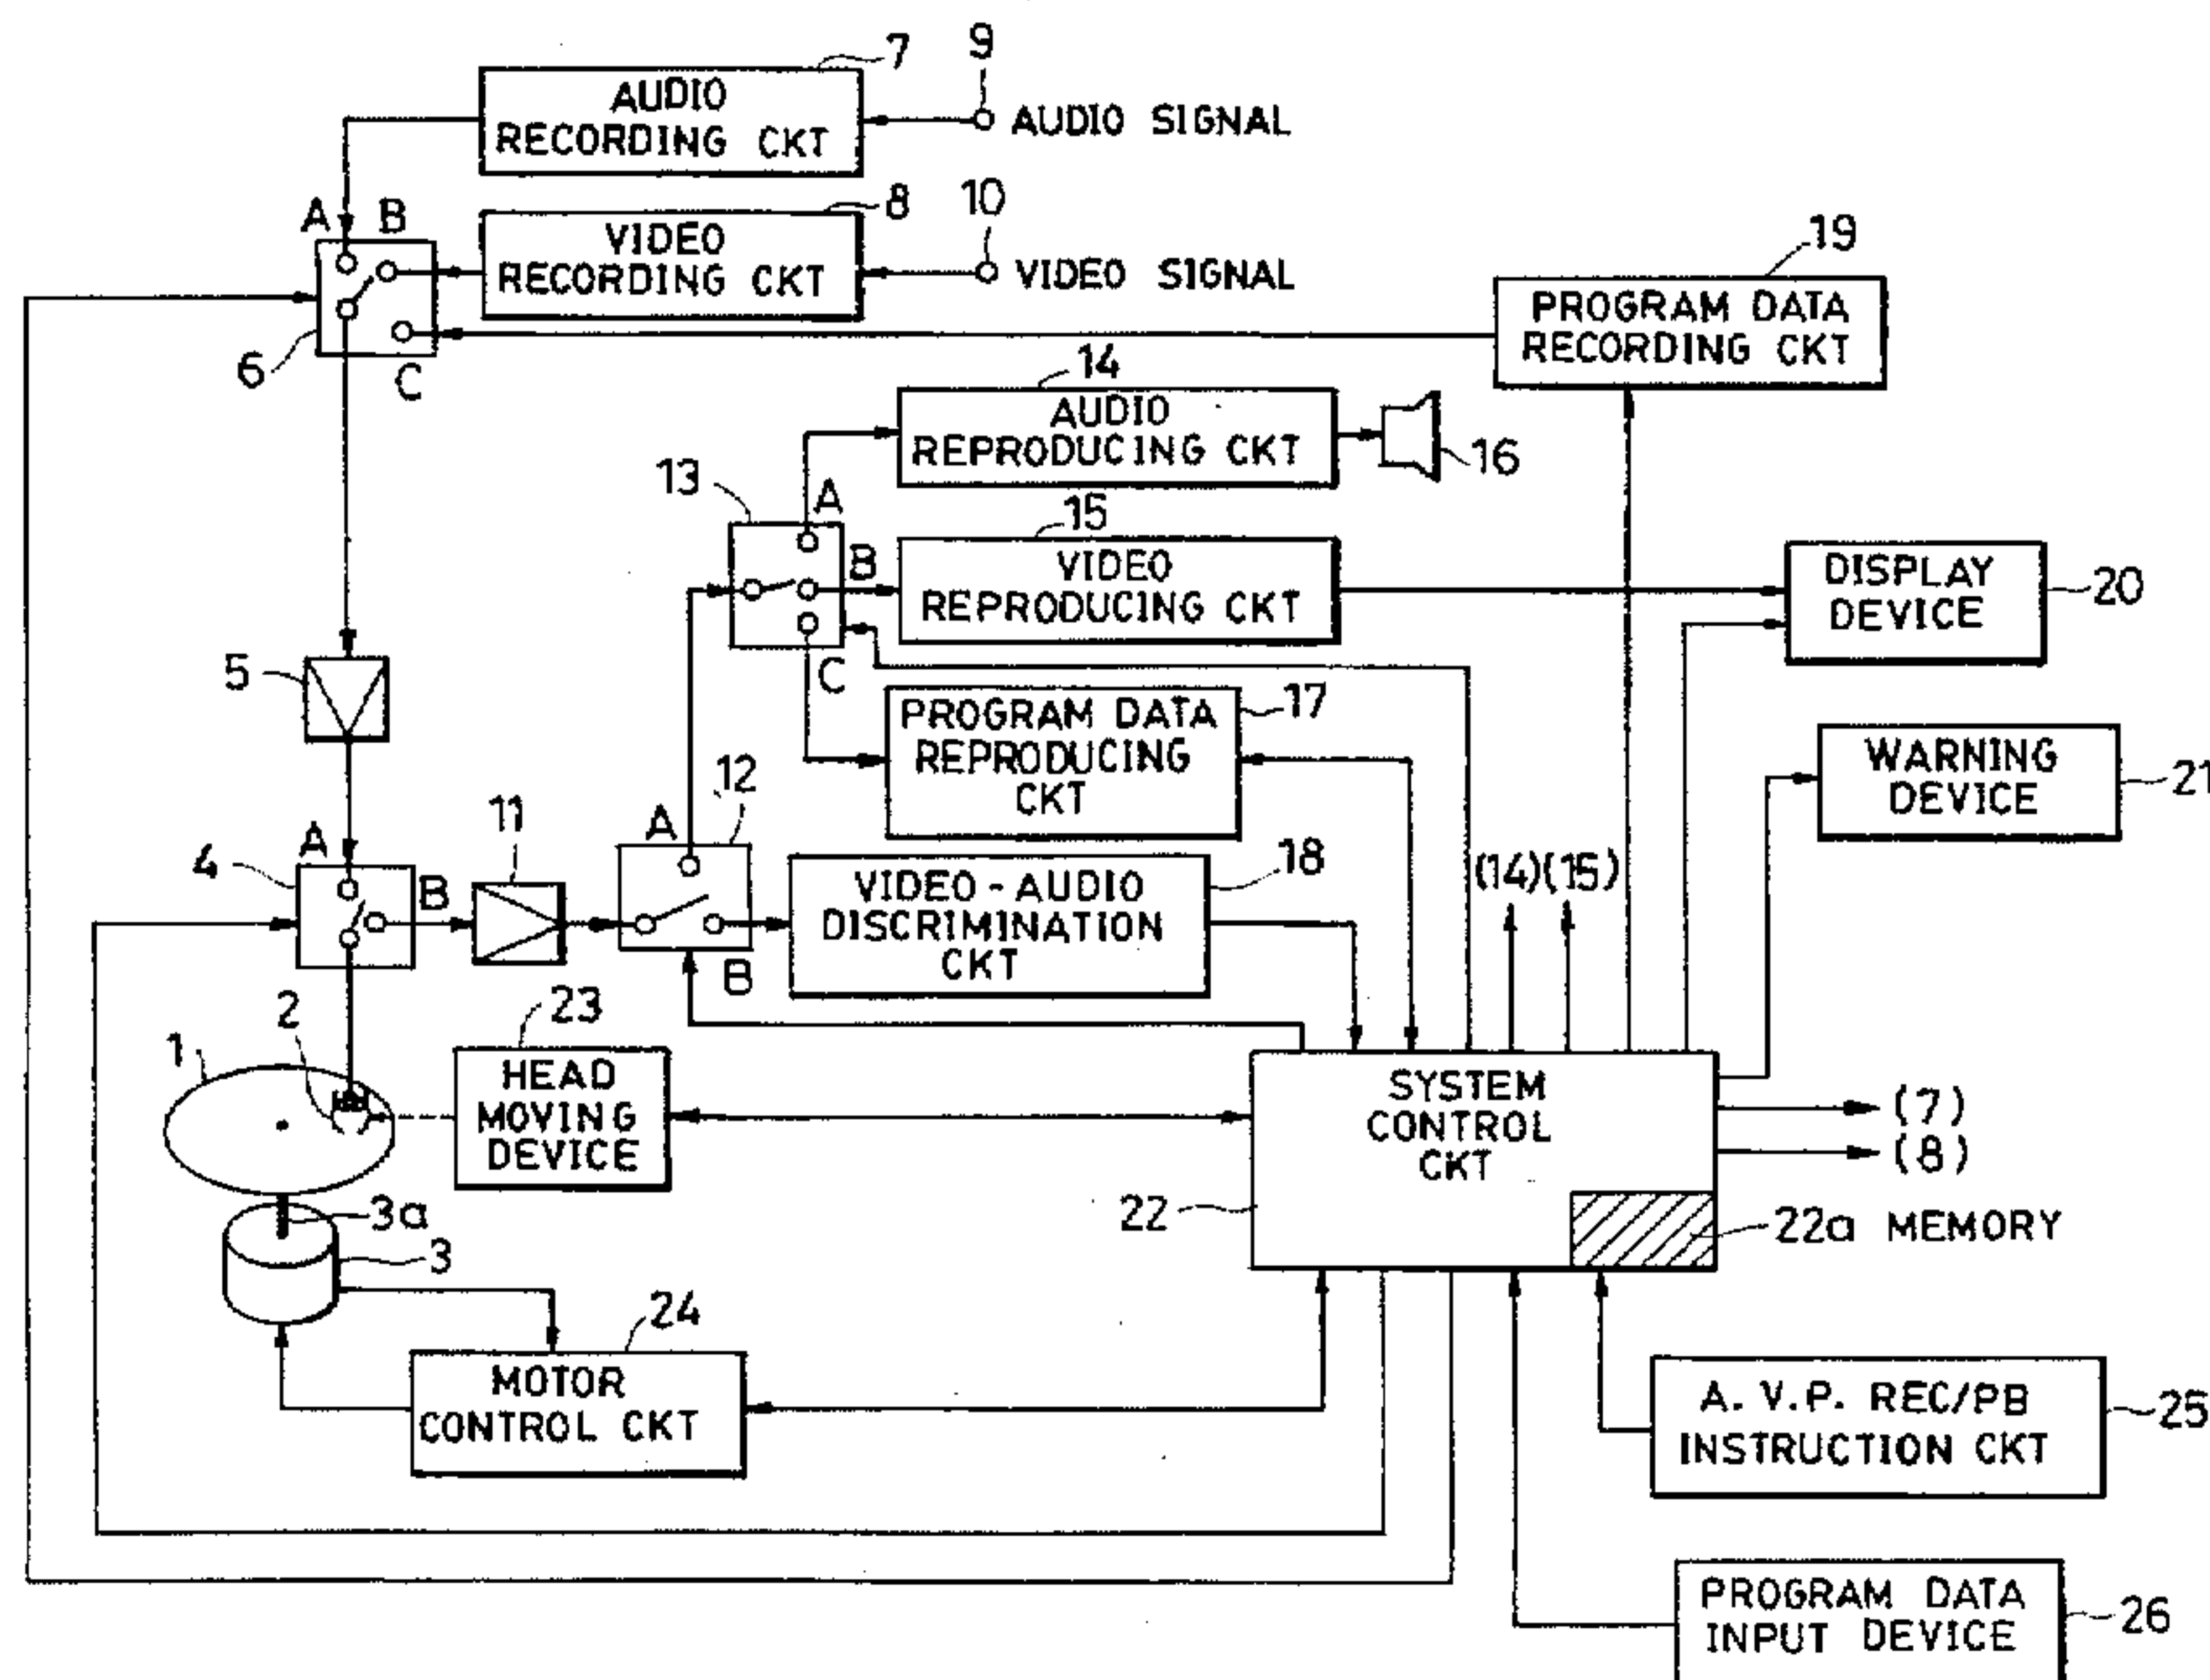 7
9
AUDIO
RECORDING CKT
AUDIO SIGNAL
8
10
A
B
VIDEO
RECORDING CKT
VIDEO SIGNAL
19
PROGRAM DATA
RECORDING CKT
6
C
14
AUDIO
REPRODUCING CKT
16
13
A
15
B
VIDEO
REPRODUCING CKT
DISPLAY
DEVICE
20
5
C
17
PROGRAM DATA
REPRODUCING
CKT
WARNING
DEVICE
21
12
11
A
A
4
B
18
(14)(15)
VIDEO - AUDIO
DISCRIMINATION
CKT
B
2
23
1
HEAD
MOVING
DEVICE
SYSTEM
CONTROL
CKT
(7)
(8)
3a
22
22a MEMORY
3
24
MOTOR
CONTROL CKT
A. V. P. REC/PB
INSTRUCTION CKT
25
PROGRAM DATA
INPUT DEVICE
26